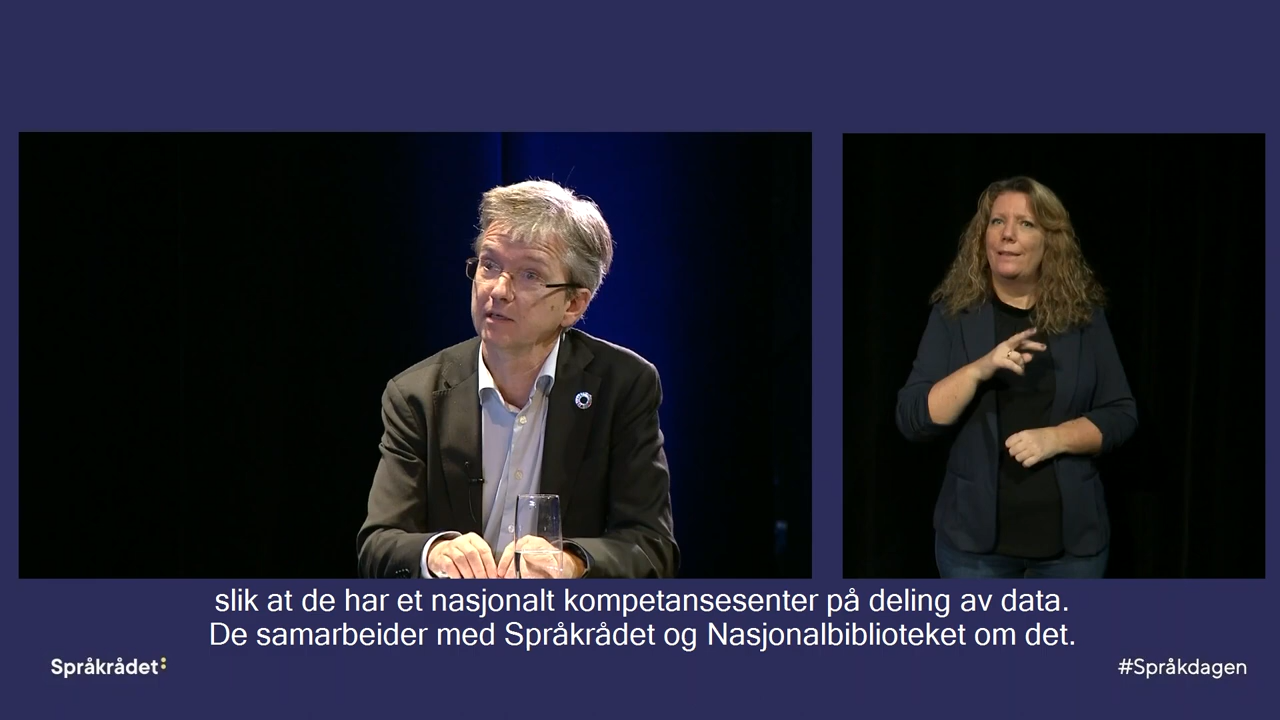 slik at de har et nasjonalt kompetansesenter på deling av data.
De samarbeider med Språkrådet og Nasjonalbiblioteket om det.
Språkrådet:
#Språkdagen